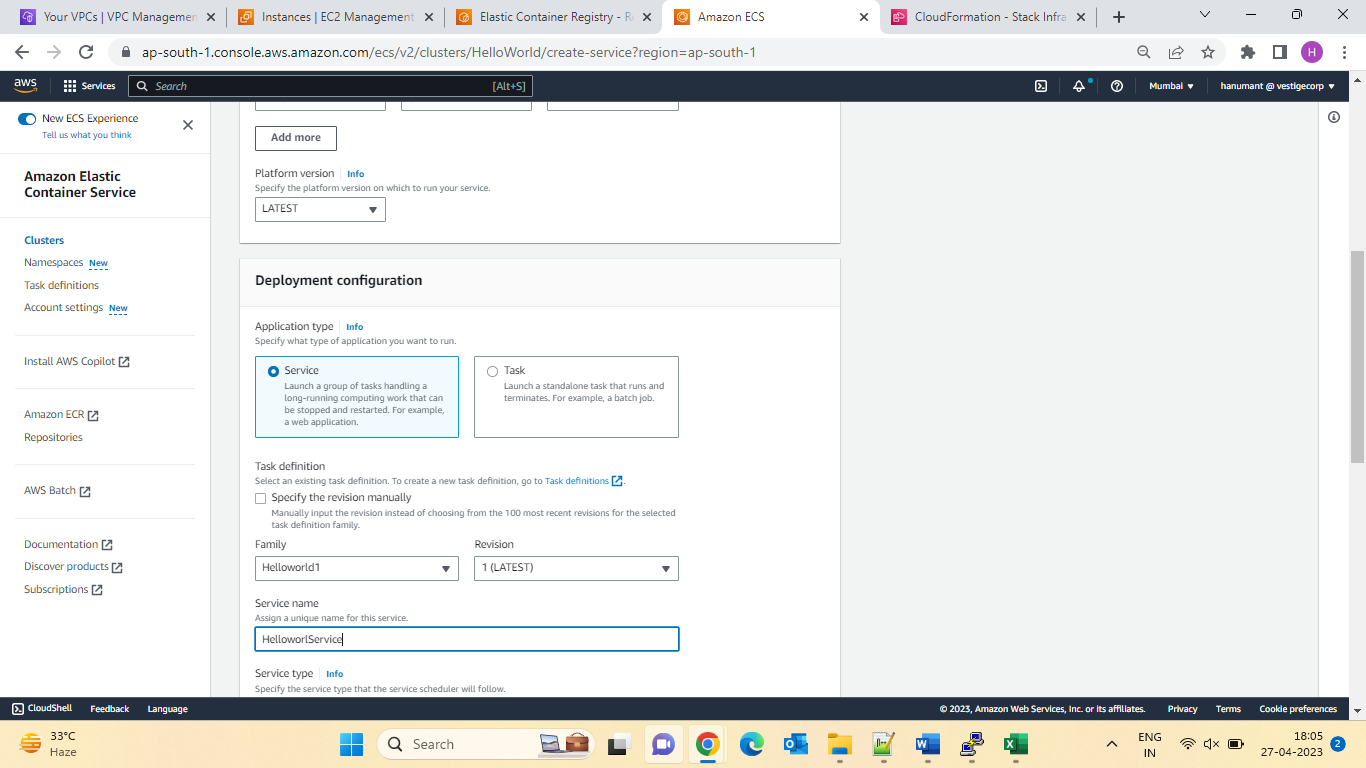 Your VPCs | VPC Managemen
Instances | EC2 Management
Elastic Container Registry - R
Amazon ECS
CloudFormation - Stack Infra
ap-south-1.console.aws.amazon.com/ecs/v2/clusters/HelloWorld/create-service?region=ap-south-1
H
aws
Services
Search
[Alt+S]
Mumbai
hanumant @ vestigecorp
New ECS Experience
Tell us what you think
Amazon Elastic
Container Service
Clusters
Namespaces New
Task definitions
Account settings New
Install AWS Copilot
Amazon ECR
Repositories
AWS Batch
Documentation
Discover products
Subscriptions
Add more
Platform version Info
Specify the platform version on which to run your service.
LATEST
Deployment configuration
Application type Info
Specify what type of application you want to run.
Service
Launch a group of tasks handling a
long-running computing work that can
be stopped and restarted. For example,
a web application.
Task
Launch a standalone task that runs and
terminates. For example, a batch job.
Task definition
Select an existing task definition. To create a new task definition, go to Task definitions.
Specify the revision manually
Manually input the revision instead of choosing from the 100 most recent revisions for the selected
task definition family.
Family
Helloworld1
Revision
1 (LATEST)
Service name
Assign a unique name for this service.
HelloworlService
Service type Info
Specify the service type that the service scheduler will follow.
CloudShell
Feedback
Language
© 2023, Amazon Web Services, Inc. or its affiliates.
Privacy
Terms
Cookie preferences
33°C
Haze
Search
ENG
IN
18:05
27-04-2023
2